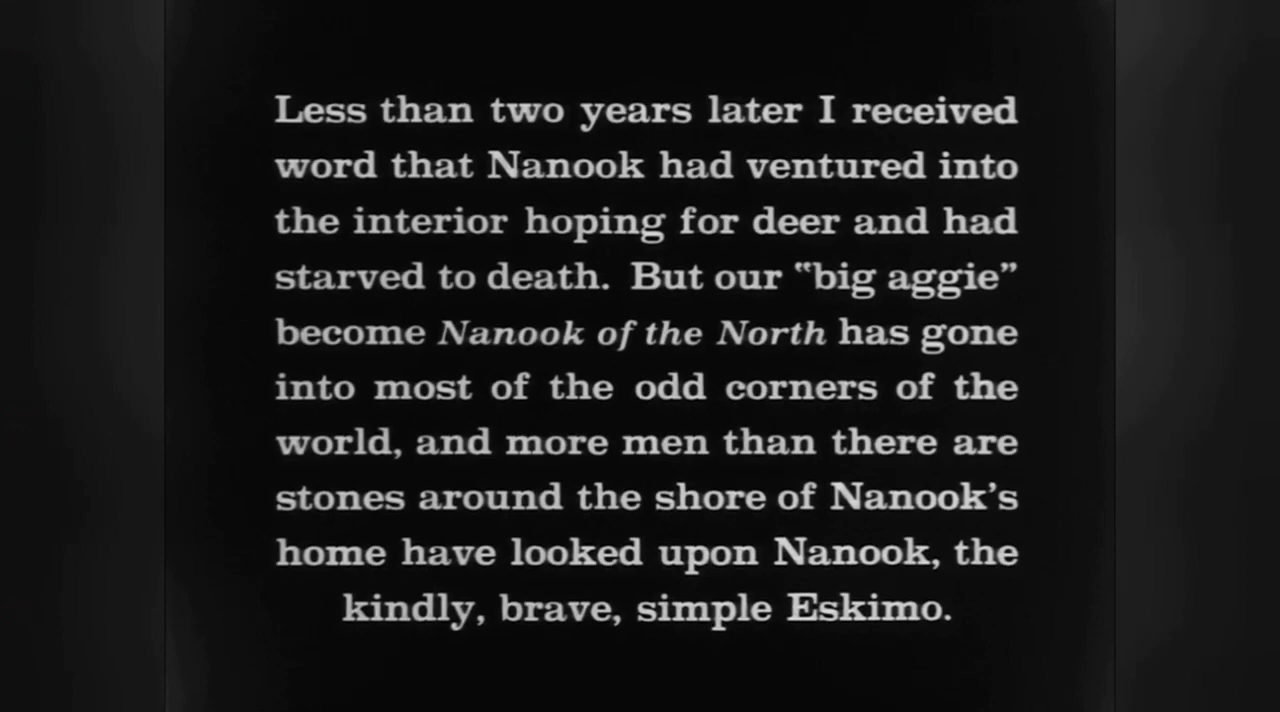 Less than two years later I received
word that Nanook had ventured into
the interior hoping for deer and had
starved to death. But our "big aggie"
become Nanook of the North has gone
into most of the odd corners of the
world, and more men than there are
stones around the shore of Nanook's
home have looked upon Nanook, the
kindly, brave, simple Eskimo.